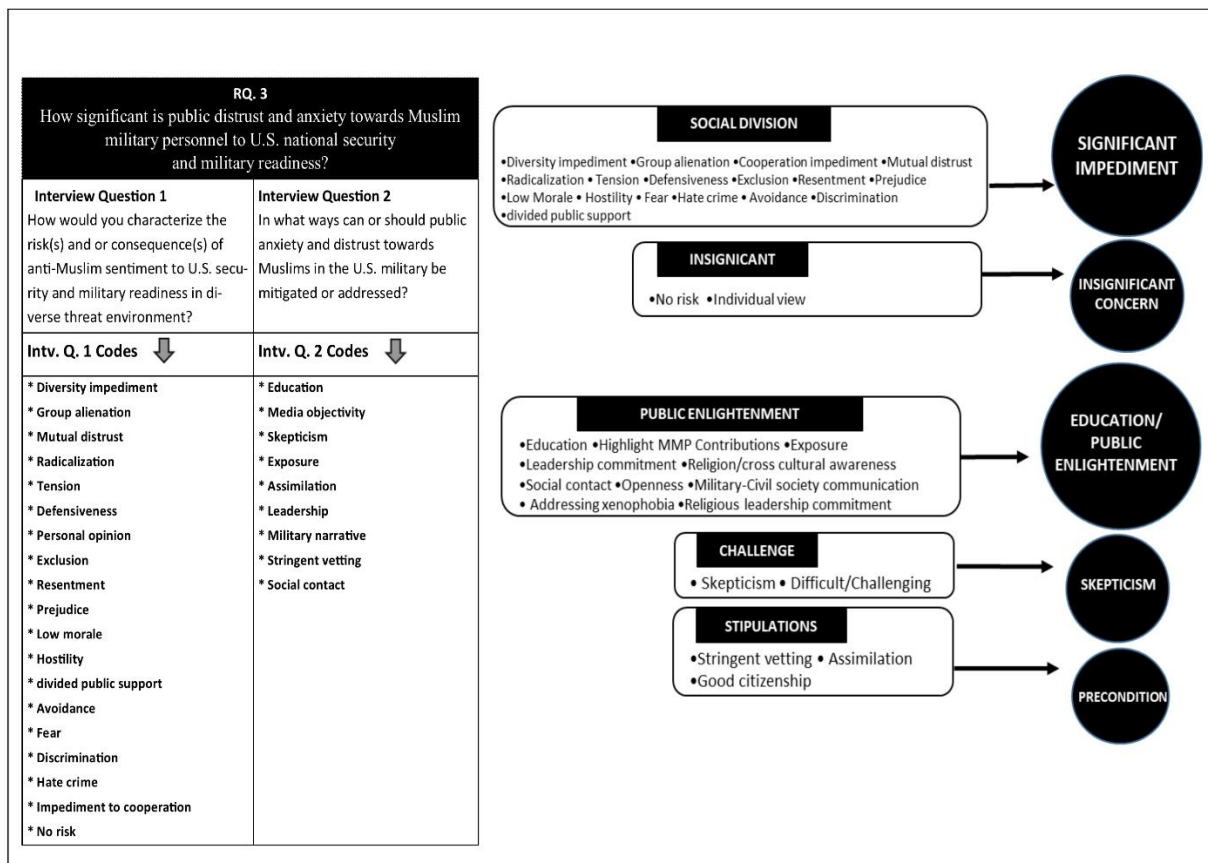 RQ. 3
How significant is public distrust and anxiety towards Muslim
military personnel to U.S. national security
and military readiness?
Interview Question 1
How would you characterize the
risk(s) and or consequence(s) of
anti-Muslim sentiment to U.S. secu-
rity and military readiness in di-
verse threat environment?
Interview Question 2
In what ways can or should public
anxiety and distrust towards
Muslims in the U.S. military be
mitigated or addressed?
Intv. Q. 1 Codes
* Diversity impediment
* Group alienation
* Mutual distrust
* Radicalization
* Tension
* Defensiveness
* Personal opinion
* Exclusion
* Resentment
* Prejudice
* Low morale
* Hostility
* divided public support
* Avoidance
* Fear
* Discrimination
* Hate crime
* Impediment to cooperation
* No risk
Intv. Q. 2 Codes
* Education
* Media objectivity
* Skepticism
* Exposure
* Assimilation
* Leadership
* Military narrative
* Stringent vetting
* Social contact
SOCIAL DIVISION
•Diversity impediment •Group alienation •Cooperation impediment •Mutual distrust
•Radicalization • Tension •Defensiveness •Exclusion •Resentment •Prejudice
•Low Morale • Hostility • Fear •Hate crime • Avoidance •Discrimination
•divided public support
SIGNIFICANT
IMPEDIMENT
INSIGNICANT
•No risk •Individual view
INSIGNIFICANT
CONCERN
PUBLIC ENLIGHTENMENT
•Education •Highlight MMP Contributions •Exposure
•Leadership commitment •Religion/cross cultural awareness
•Social contact •Openness •Military-Civil society communication
• Addressing xenophobia •Religious leadership commitment
EDUCATION/
PUBLIC
ENLIGHTENMENT
CHALLENGE
• Skepticism • Difficult/Challenging
SKEPTICISM
STIPULATIONS
•Stringent vetting • Assimilation
•Good citizenship
PRECONDITION